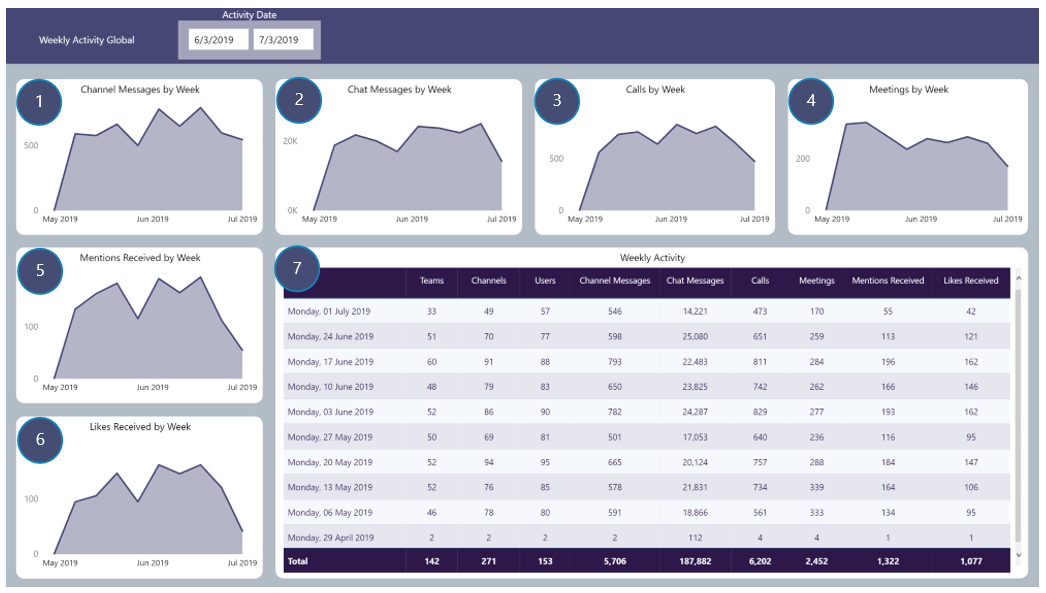 Activity Date
Weekly Activity Global
6/3/2019 7/3/2019
1
Channel Messages by Week
500
0
May 2019 Jun 2019 Jul 2019
2
Chat Messages by Week
20K
0K
May 2019 Jun 2019 Jul 2019
3
Calls by Week
500
0
May 2019 Jun 2019 Jul 2019
4
Meetings by Week
200
0
May 2019 Jun 2019 Jul 2019
5
Mentions Received by Week
100
0
May 2019 Jun 2019 Jul 2019
6
Likes Received by Week
100
0
May 2019 Jun 2019 Jul 2019
7
Weekly Activity
Teams Channels Users Channel Messages Chat Messages Calls Meetings Mentions Received Likes Received
Monday, 01 July 2019 33 49 57 546 14,221 473 170 55 42
Monday, 24 June 2019 51 70 77 598 25,080 651 259 113 121
Monday, 17 June 2019 60 91 88 793 22,483 811 284 196 162
Monday, 10 June 2019 48 79 83 650 23,825 742 262 166 146
Monday, 03 June 2019 52 86 90 782 24,287 829 277 193 162
Monday, 27 May 2019 50 69 81 501 17,053 640 236 116 95
Monday, 20 May 2019 52 94 95 665 20,124 757 288 184 147
Monday, 13 May 2019 52 76 85 578 21,831 734 339 164 106
Monday, 06 May 2019 46 78 80 591 18,866 561 333 134 95
Monday, 29 April 2019 2 2 2 2 112 4 4 1 1
Total 142 271 153 5,706 187,882 6,202 2,452 1,322 1,077